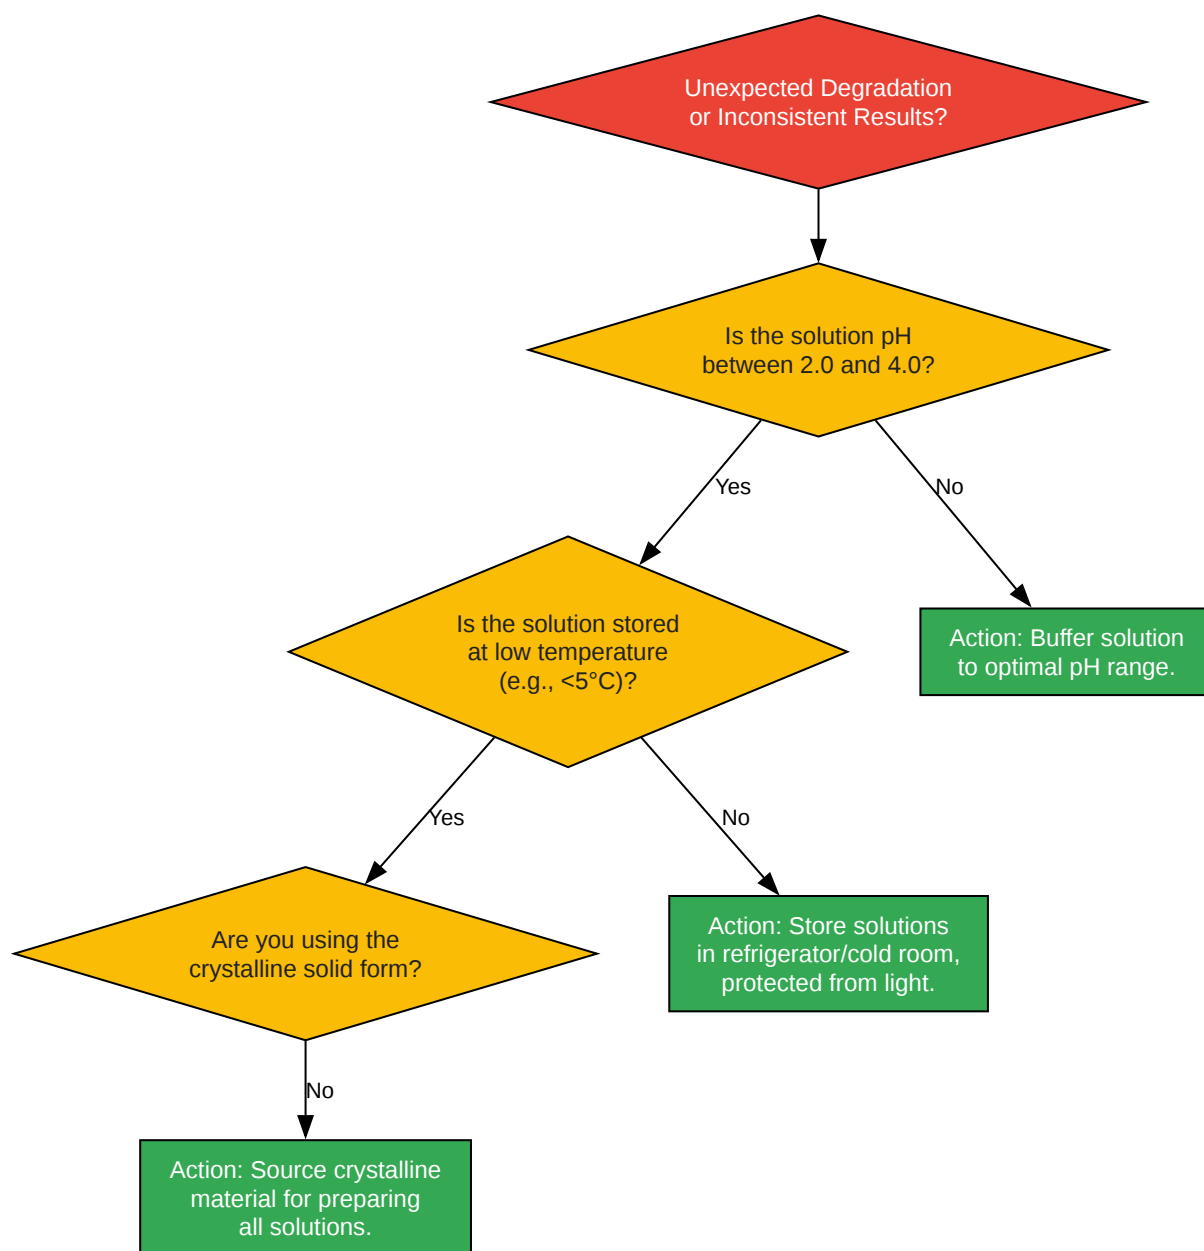 Unexpected Degradation
or Inconsistent Results?
Is the solution pH
between 2.0 and 4.0?
Yes
No
Is the solution stored
at low temperature
(e.g., <5°C)?
Action: Buffer solution
to optimal pH range.
Yes
No
Are you using the
crystalline solid form?
Action: Store solutions
in refrigerator/cold room,
protected from light.
No
Action: Source crystalline
material for preparing
all solutions.